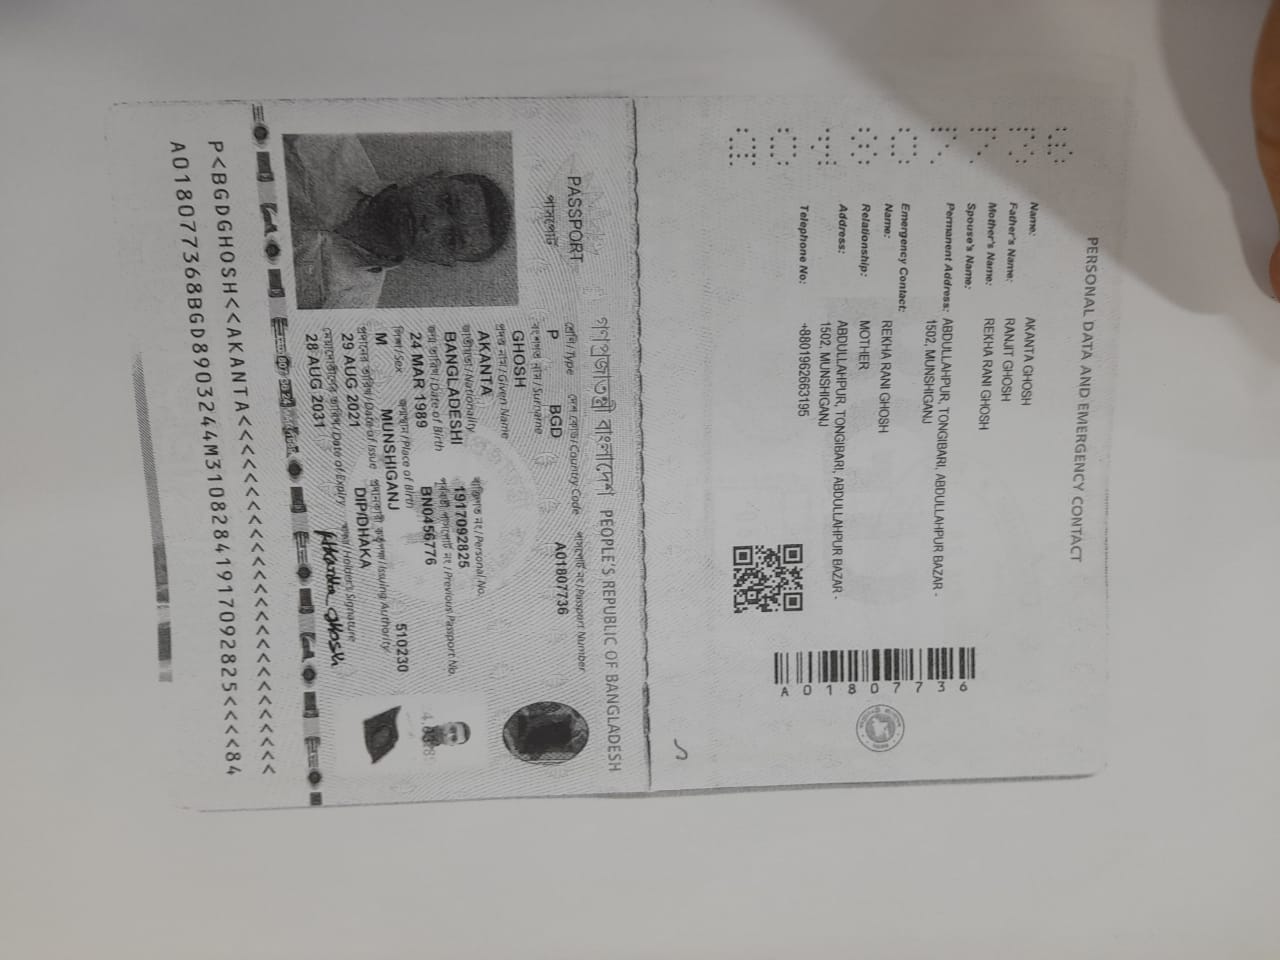 PERSONAL DATA AND EMERGENCY CONTACT
Name: AKANTA GHOSH
Father's Name: RANJIT GHOSH
Mother's Name: REKHA RANI GHOSH
Spouse's Name:
Permanent Address: ABDULLAHPUR, TONGIBARI, ABDULLAHPUR BAZAR -
1502, MUNSHIGANJ
Emergency Contact:
Name: REKHA RANI GHOSH
Relationship: MOTHER
Address: ABDULLAHPUR, TONGIBARI, ABDULLAHPUR BAZAR -
1502, MUNSHIGANJ
Telephone No: +8801962663195
A01807736
A01807736
গণপ্রজাতন্ত্রী বাংলাদেশ PEOPLE'S REPUBLIC OF BANGLADESH
PASSPORT
পাসপোর্ট
শ্রেণি/Type দেশ কোড/Country Code পাসপোর্ট নং/Passport Number
P BGD A01807736
বংশগত নাম/Surname
GHOSH
প্রদত্ত নাম/Given Name
AKANTA
জাতীয়তা/Nationality ব্যক্তিগত নং/Personal No.
BANGLADESHI 1917092825
জন্ম তারিখ/Date of Birth পূর্ববর্তী পাসপোর্ট নং/Previous Passport No.
24 MAR 1989 BN0456776
লিঙ্গ/Sex জন্মস্থান/Place of Birth
M MUNSHIGANJ 510230
প্রদানের তারিখ/Date of Issue প্রদানকারী কর্তৃপক্ষ/Issuing Authority
29 AUG 2021 DIP/DHAKA
মেয়াদোত্তীর্ণের তারিখ/Date of Expiry স্বাক্ষর/Holder's Signature
28 AUG 2031 Akanta Ghosh
P<BGDGHOSH<<AKANTA<<<<<<<<<<<<<<<<<<<<<<<<<<
A018077368BGD8903244M31082841917092825<<<<84